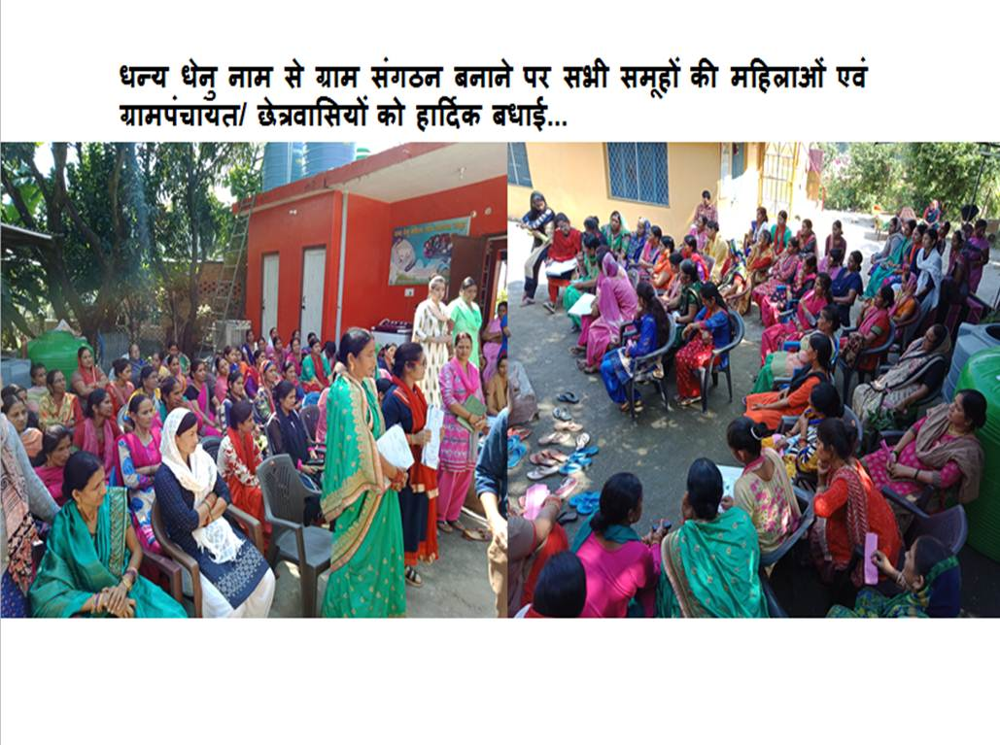 धन्य धेनु नाम से ग्राम संगठन बनाने पर सभी समूहों की महिलाओं एवं
ग्रामपंचायत/ छेत्रवासियों को हार्दिक बधाई...